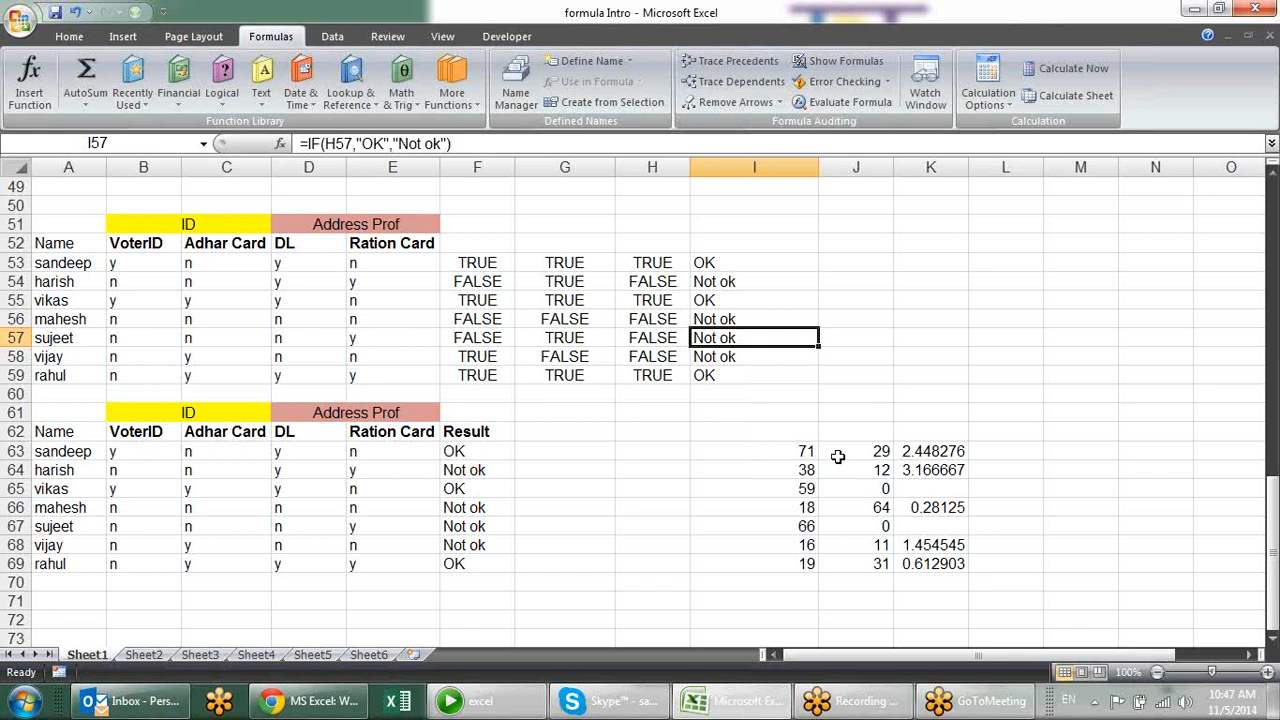 formula Intro - Microsoft Excel
Home Insert Page Layout Formulas Data Review View Developer
Insert Function
AutoSum
Recently Used
Financial
Logical
Text
Date & Time
Lookup & Reference
Math & Trig
More Functions
Function Library
Name Manager
Define Name
Use in Formula
Create from Selection
Defined Names
Trace Precedents
Trace Dependents
Remove Arrows
Show Formulas
Error Checking
Evaluate Formula
Formula Auditing
Watch Window
Calculation Options
Calculate Now
Calculate Sheet
Calculation
I57 fx =IF(H57,"OK","Not ok")
A B C D E F G H I J K L M N O
49
50
51 ID Address Prof
52 Name VoterID Adhar Card DL Ration Card
53 sandeep y n y n TRUE TRUE TRUE OK
54 harish n n y y FALSE TRUE FALSE Not ok
55 vikas y y y n TRUE TRUE TRUE OK
56 mahesh n n n n FALSE FALSE FALSE Not ok
57 sujeet n n n y FALSE TRUE FALSE Not ok
58 vijay n y n n TRUE FALSE FALSE Not ok
59 rahul n y y y TRUE TRUE TRUE OK
60
61 ID Address Prof
62 Name VoterID Adhar Card DL Ration Card Result
63 sandeep y n y n OK 71 29 2.448276
64 harish n n y y Not ok 38 12 3.166667
65 vikas y y y n OK 59 0
66 mahesh n n n n Not ok 18 64 0.28125
67 sujeet n n n y Not ok 66 0
68 vijay n y n n Not ok 16 11 1.454545
69 rahul n y y y OK 19 31 0.612903
70
71
72
73
Sheet1 Sheet2 Sheet3 Sheet4 Sheet5 Sheet6
Ready 100%
Inbox - Pers... MS Excel: W... excel Skype™ - sa... Microsoft Ex... Recording ... GoToMeeting EN 10:47 AM
11/5/2014